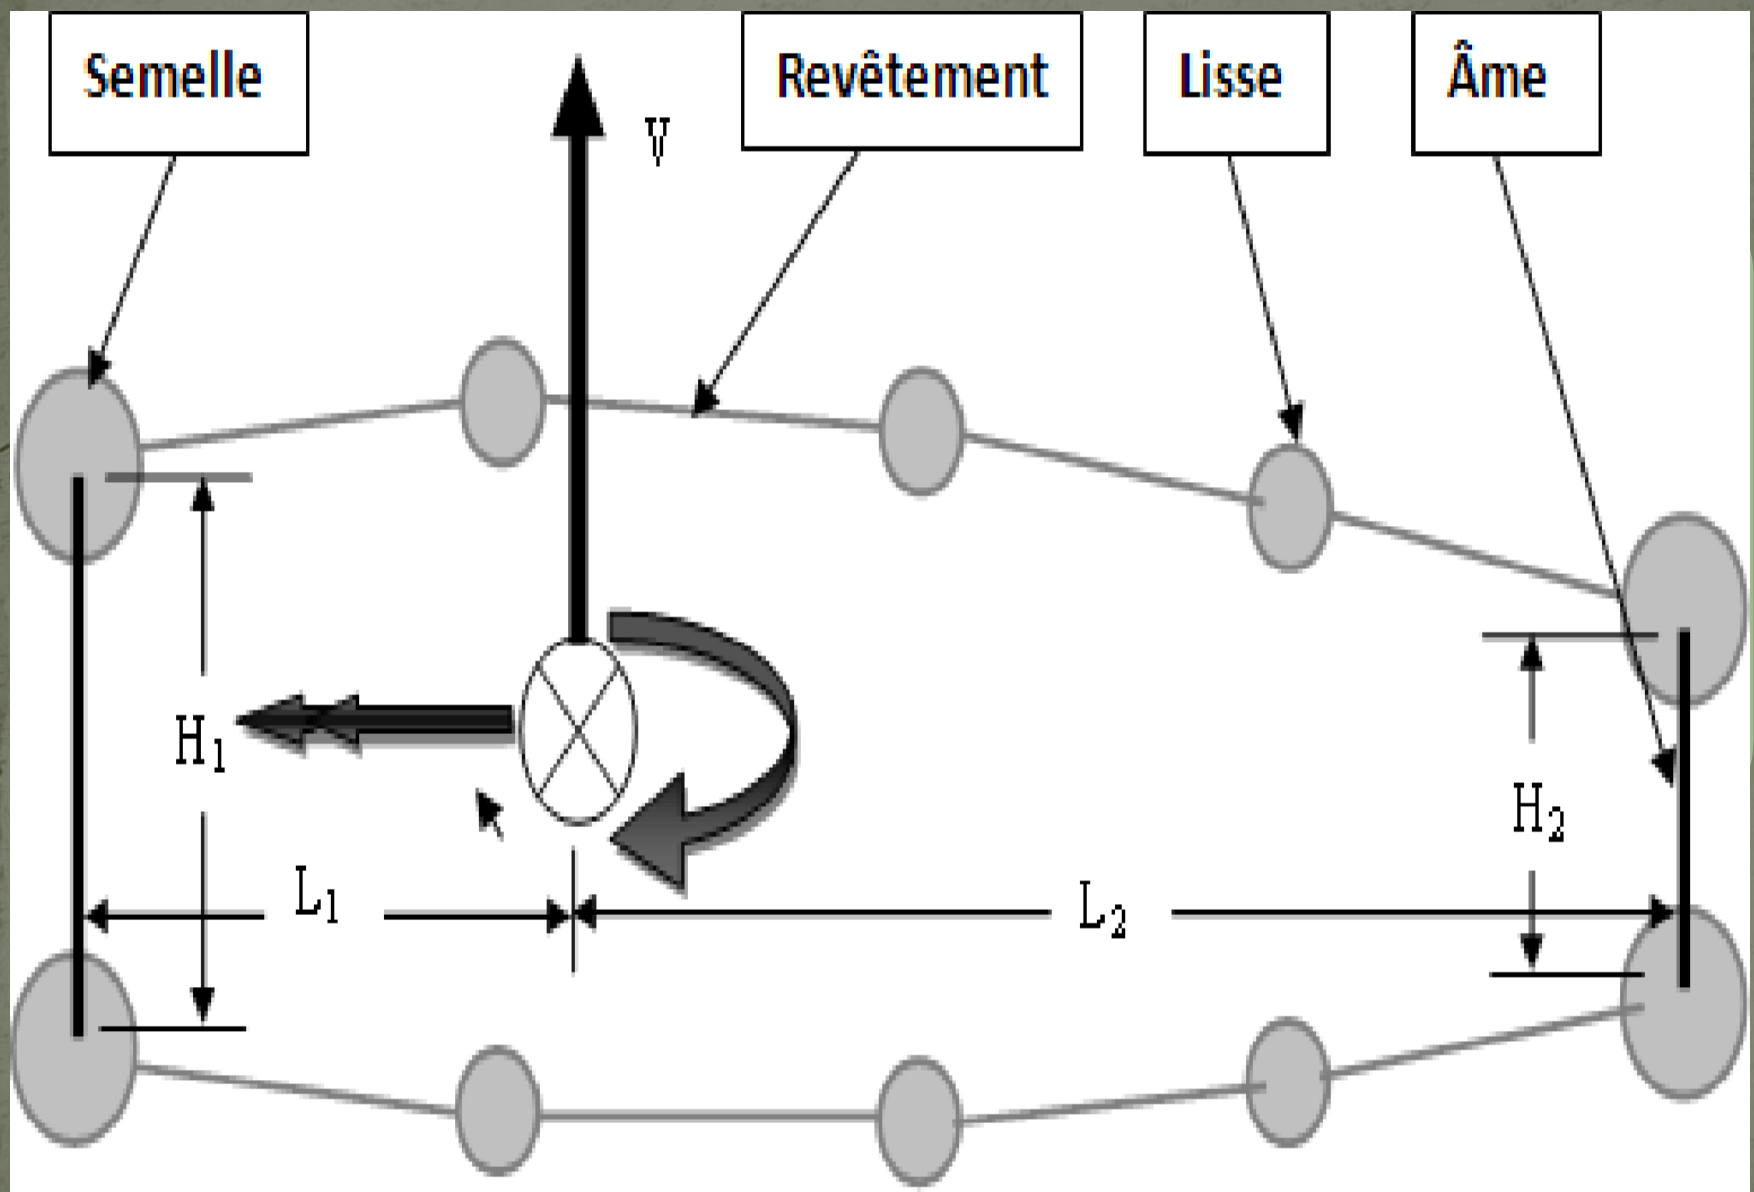 Semelle
Revêtement
Lisse
Âme
V
H₁
H₂
L₁
L₂